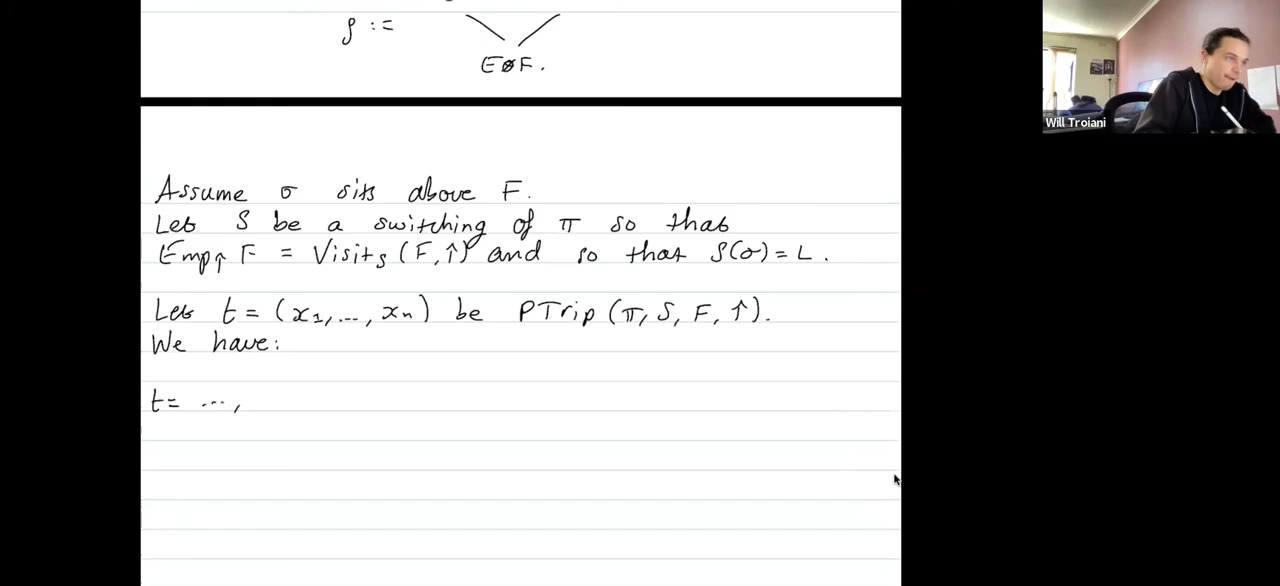 ρ :=
E⊗F.
Assume σ sits above F.
Let S be a switching of π so that
Emp↑ F = Visit_S (F,↑) and so that S(σ) = L.
Let t = (x₁,...,xₙ) be PTrip (π, S, F, ↑).
We have:
t = ...,
Will Troiani